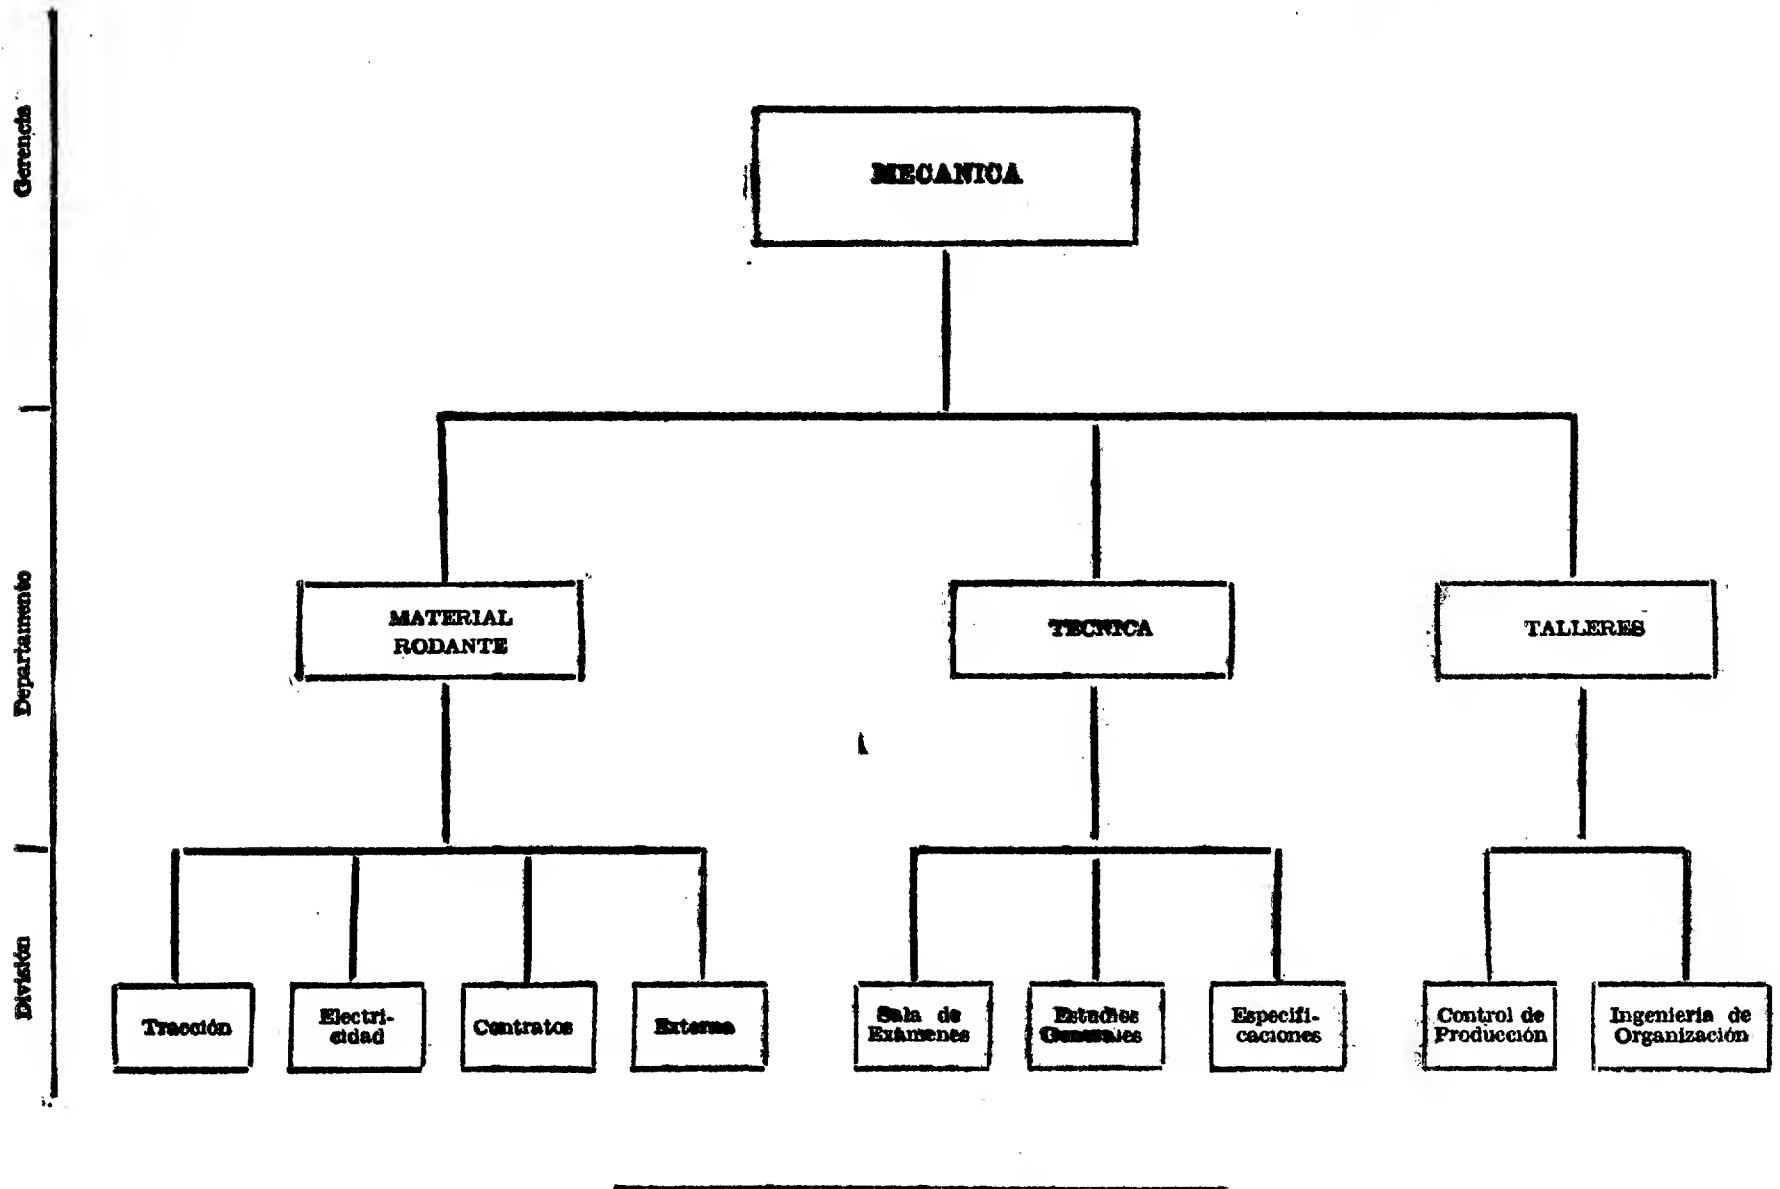 Gerencia
MECANICA
Departamento
MATERIAL
RODANTE
TECNICA
TALLERES
División
Tracción
Electri-
cidad
Contratos
Externa
Sala de
Exámenes
Estudios
Generales
Especifi-
caciones
Control de
Producción
Ingeniería de
Organización